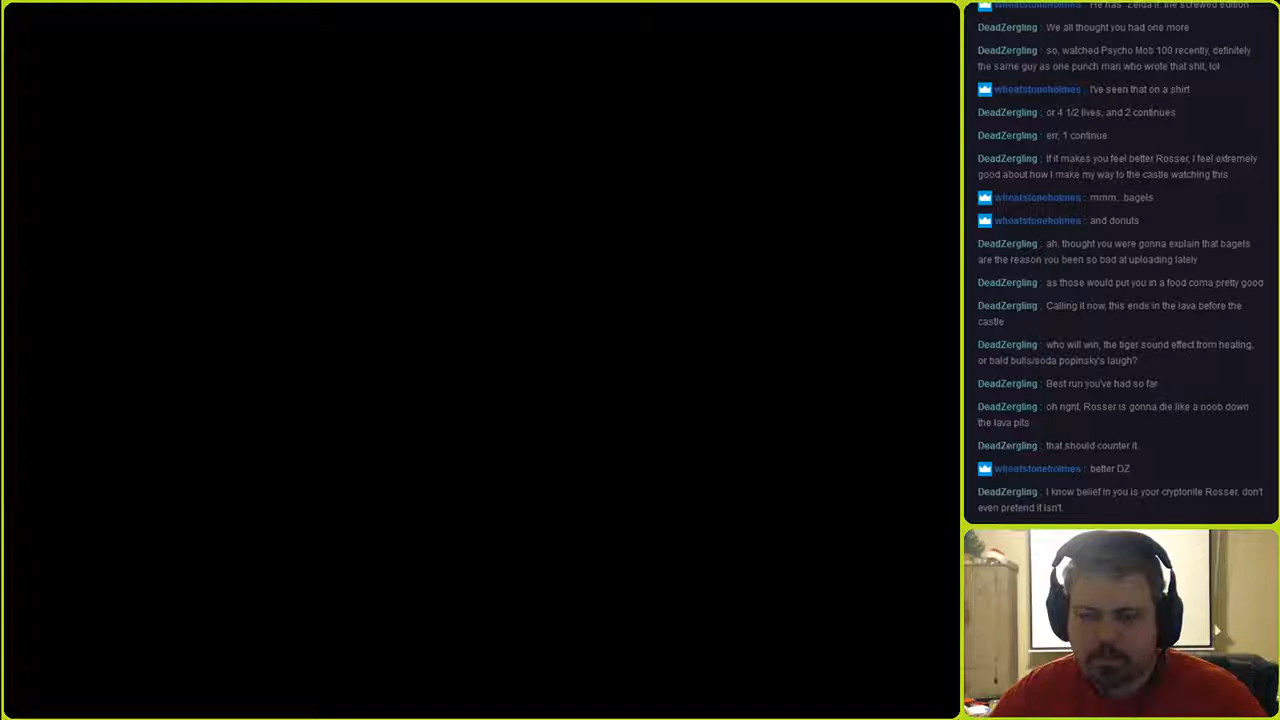 wheatstoneholmes : He has "Zelda II: the screwed edition
DeadZergling : We all thought you had one more
DeadZergling : so, watched Psycho Mob 100 recently, definitely
the same guy as one punch man who wrote that shit, lol
wheatstoneholmes : I've seen that on a shirt
DeadZergling : or 4 1/2 lives, and 2 continues
DeadZergling : err, 1 continue
DeadZergling : If it makes you feel better Rosser, I feel extremely
good about how I make my way to the castle watching this
wheatstoneholmes : mmm...bagels
wheatstoneholmes : and donuts
DeadZergling : ah, thought you were gonna explain that bagels
are the reason you been so bad at uploading lately
DeadZergling : as those would put you in a food coma pretty good
DeadZergling : Calling it now, this ends in the lava before the
castle
DeadZergling : who will win, the tiger sound effect from healing,
or bald bulls/soda popinsky's laugh?
DeadZergling : Best run you've had so far
DeadZergling : oh right, Rosser is gonna die like a noob down
the lava pits
DeadZergling : that should counter it
wheatstoneholmes : better DZ
DeadZergling : I know belief in you is your cryptonite Rosser, don't
even pretend it isn't.